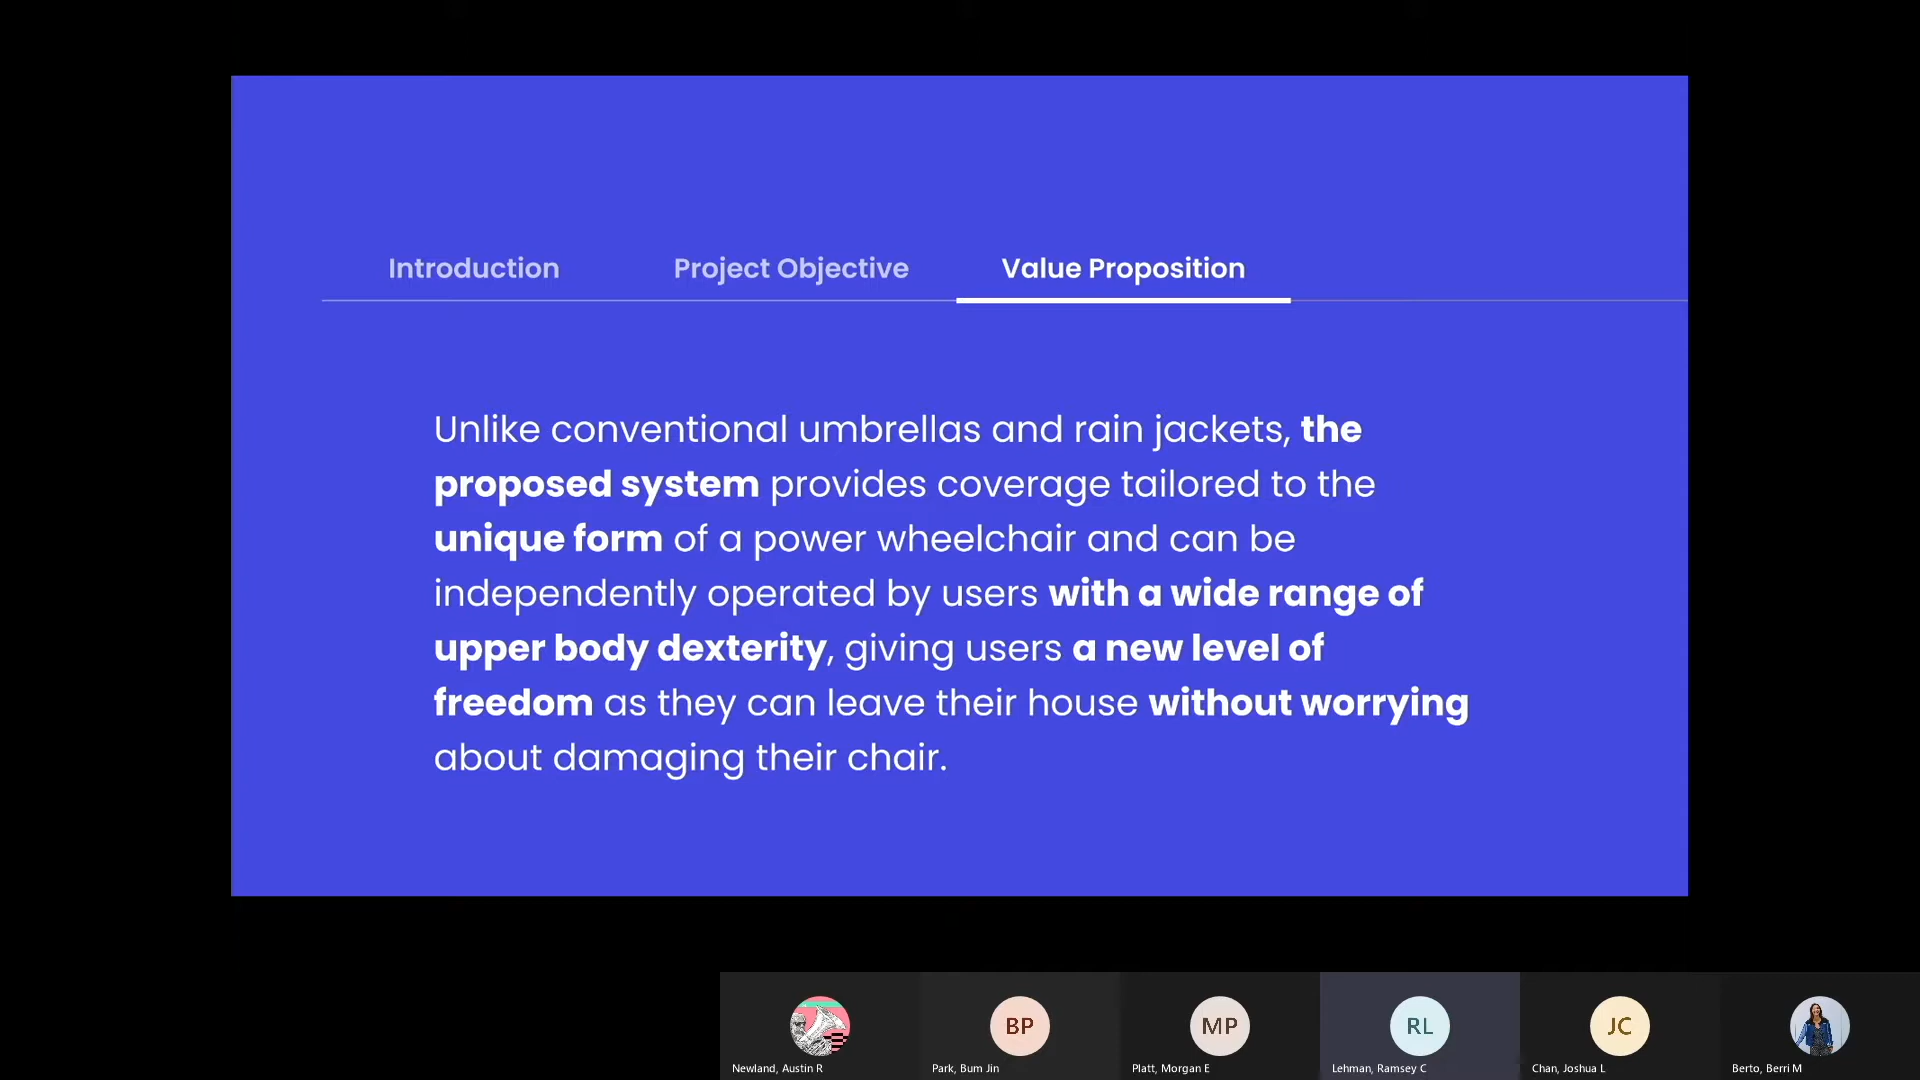 Introduction
Project Objective
Value Proposition
Unlike conventional umbrellas and rain jackets, the
proposed system provides coverage tailored to the
unique form of a power wheelchair and can be
independently operated by users with a wide range of
upper body dexterity, giving users a new level of
freedom as they can leave their house without worrying
about damaging their chair.
BP
MP
RL
JC
Newland, Austin R
Park, Bum Jin
Platt, Morgan E
Lehman, Ramsey C
Chan, Joshua L
Berto, Berri M